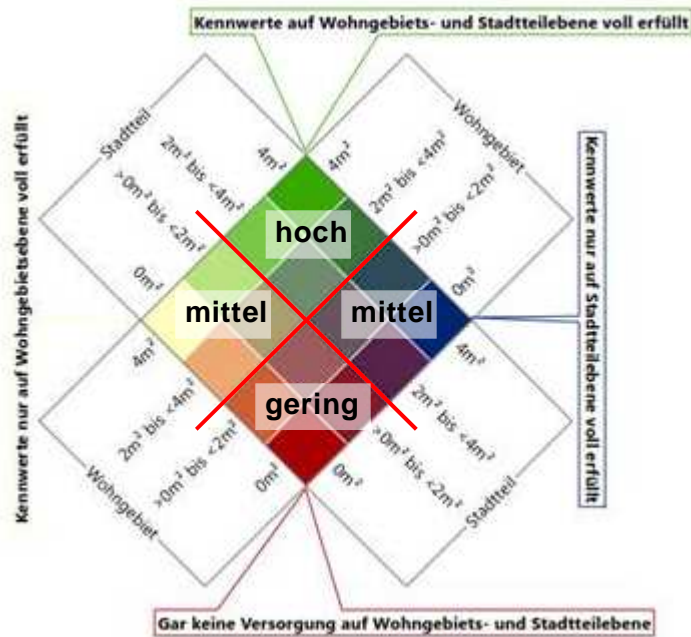 Kennwerte auf Wohngebiets- und Stadtteilebene voll erfüllt
Kennwerte nur auf Wohngebietsebene voll erfüllt
Stadtteil
4m²
2m² bis <4m²
>0m² bis <2m²
0m²
Wohngebiet
4m²
2m² bis <4m²
>0m² bis <2m²
0m²
Kennwerte nur auf Stadtteilebene voll erfüllt
hoch
mittel
mittel
gering
4m²
2m² bis <4m²
>0m² bis <2m²
0m²
Wohngebiet
4m²
2m² bis <4m²
>0m² bis <2m²
0m²
Stadtteil
Gar keine Versorgung auf Wohngebiets- und Stadtteilebene